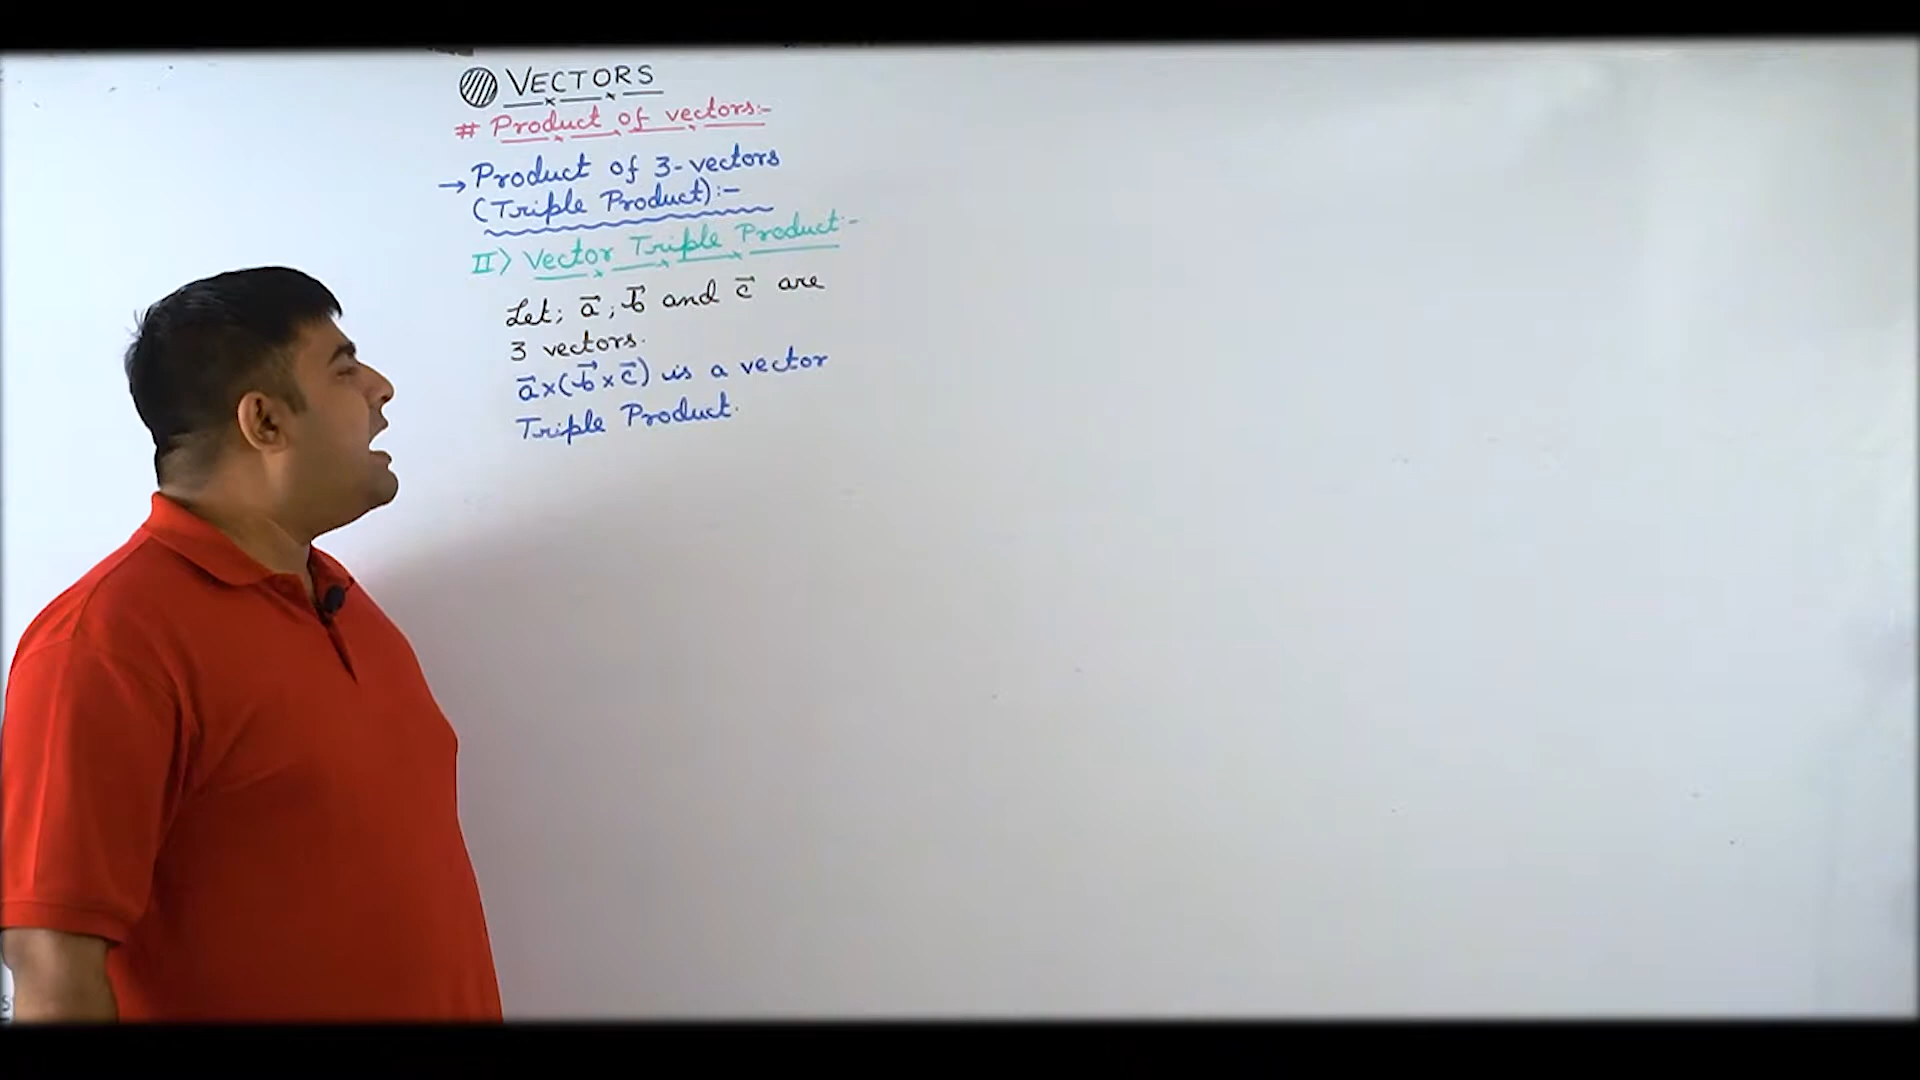 VECTORS
# Product of vectors:-
→ Product of 3-vectors
(Triple Product):-
II) Vector Triple Product:-
Let; a⃗; b⃗ and c⃗ are
3 vectors.
a⃗×(b⃗×c⃗) is a vector
Triple Product.